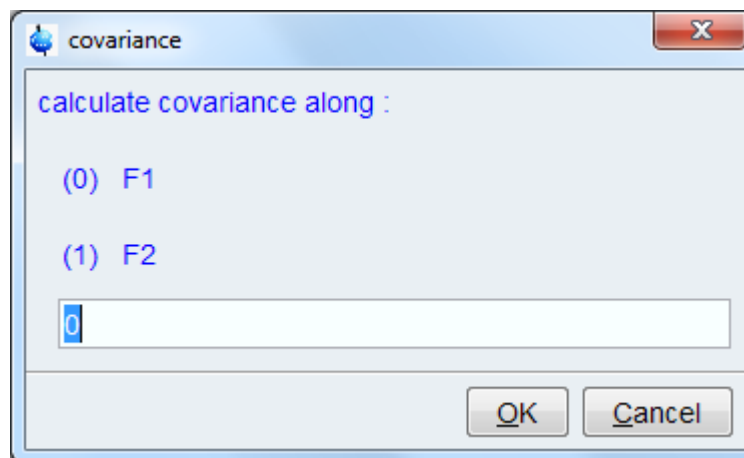 covariance
calculate covariance along :
(0) F1
(1) F2
0
OK Cancel